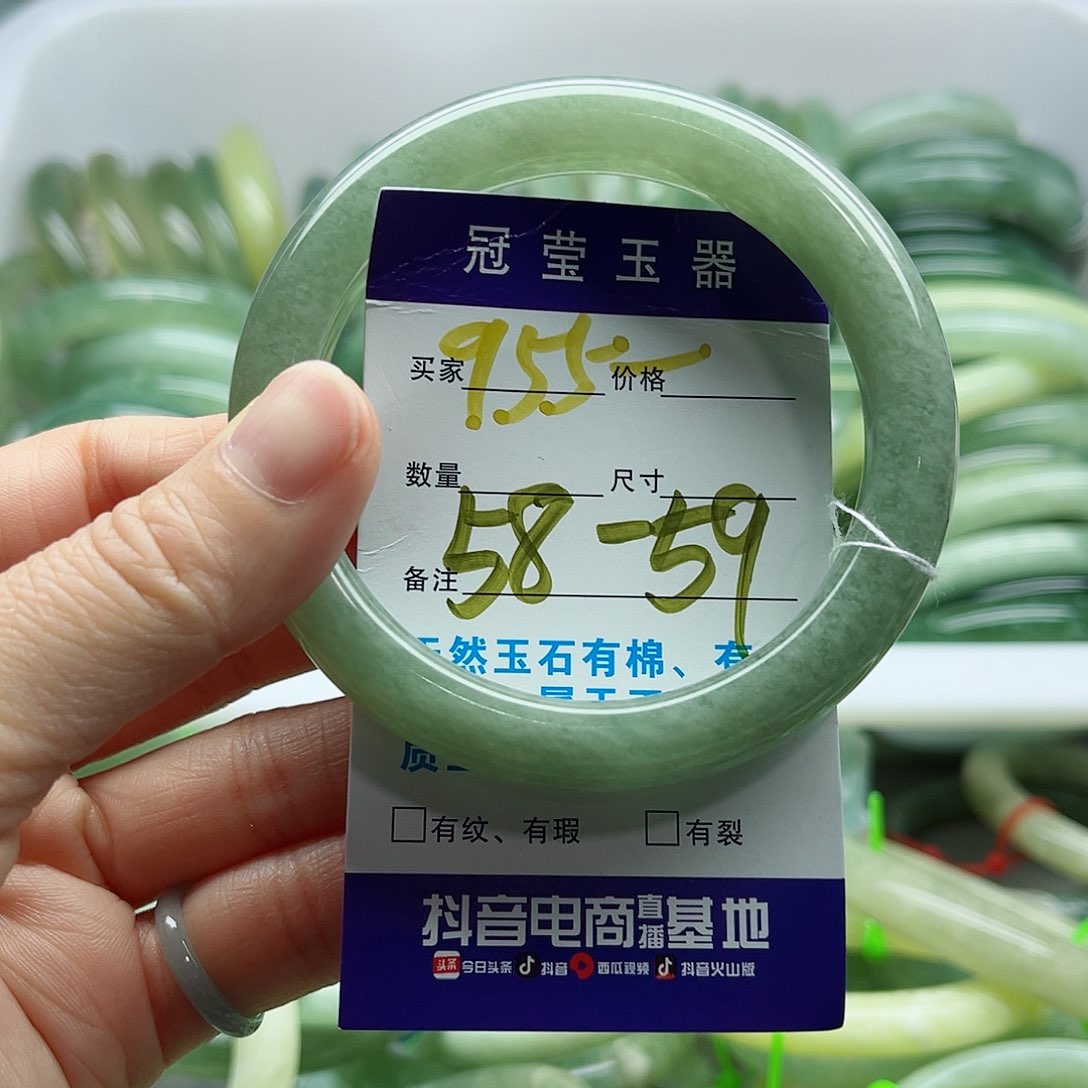 冠莹玉器
买家 955 价格
数量 尺寸
58-59
备注
然玉石有棉、有
质
有纹、有瑕 有裂
抖音电商直播基地
头条 今日头条 抖音 西瓜视频 抖音火山版